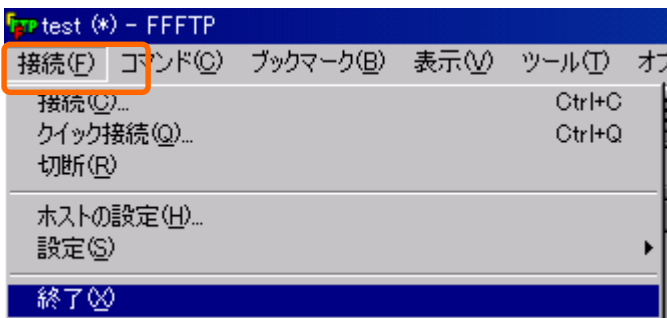 test (*) - FFFTP
接続(F) コマンド(C) ブックマーク(B) 表示(V) ツール(T)
接続(C)... Ctrl+C
クイック接続(Q)... Ctrl+Q
切断(R)
ホストの設定(H)...
設定(S)
終了(X)